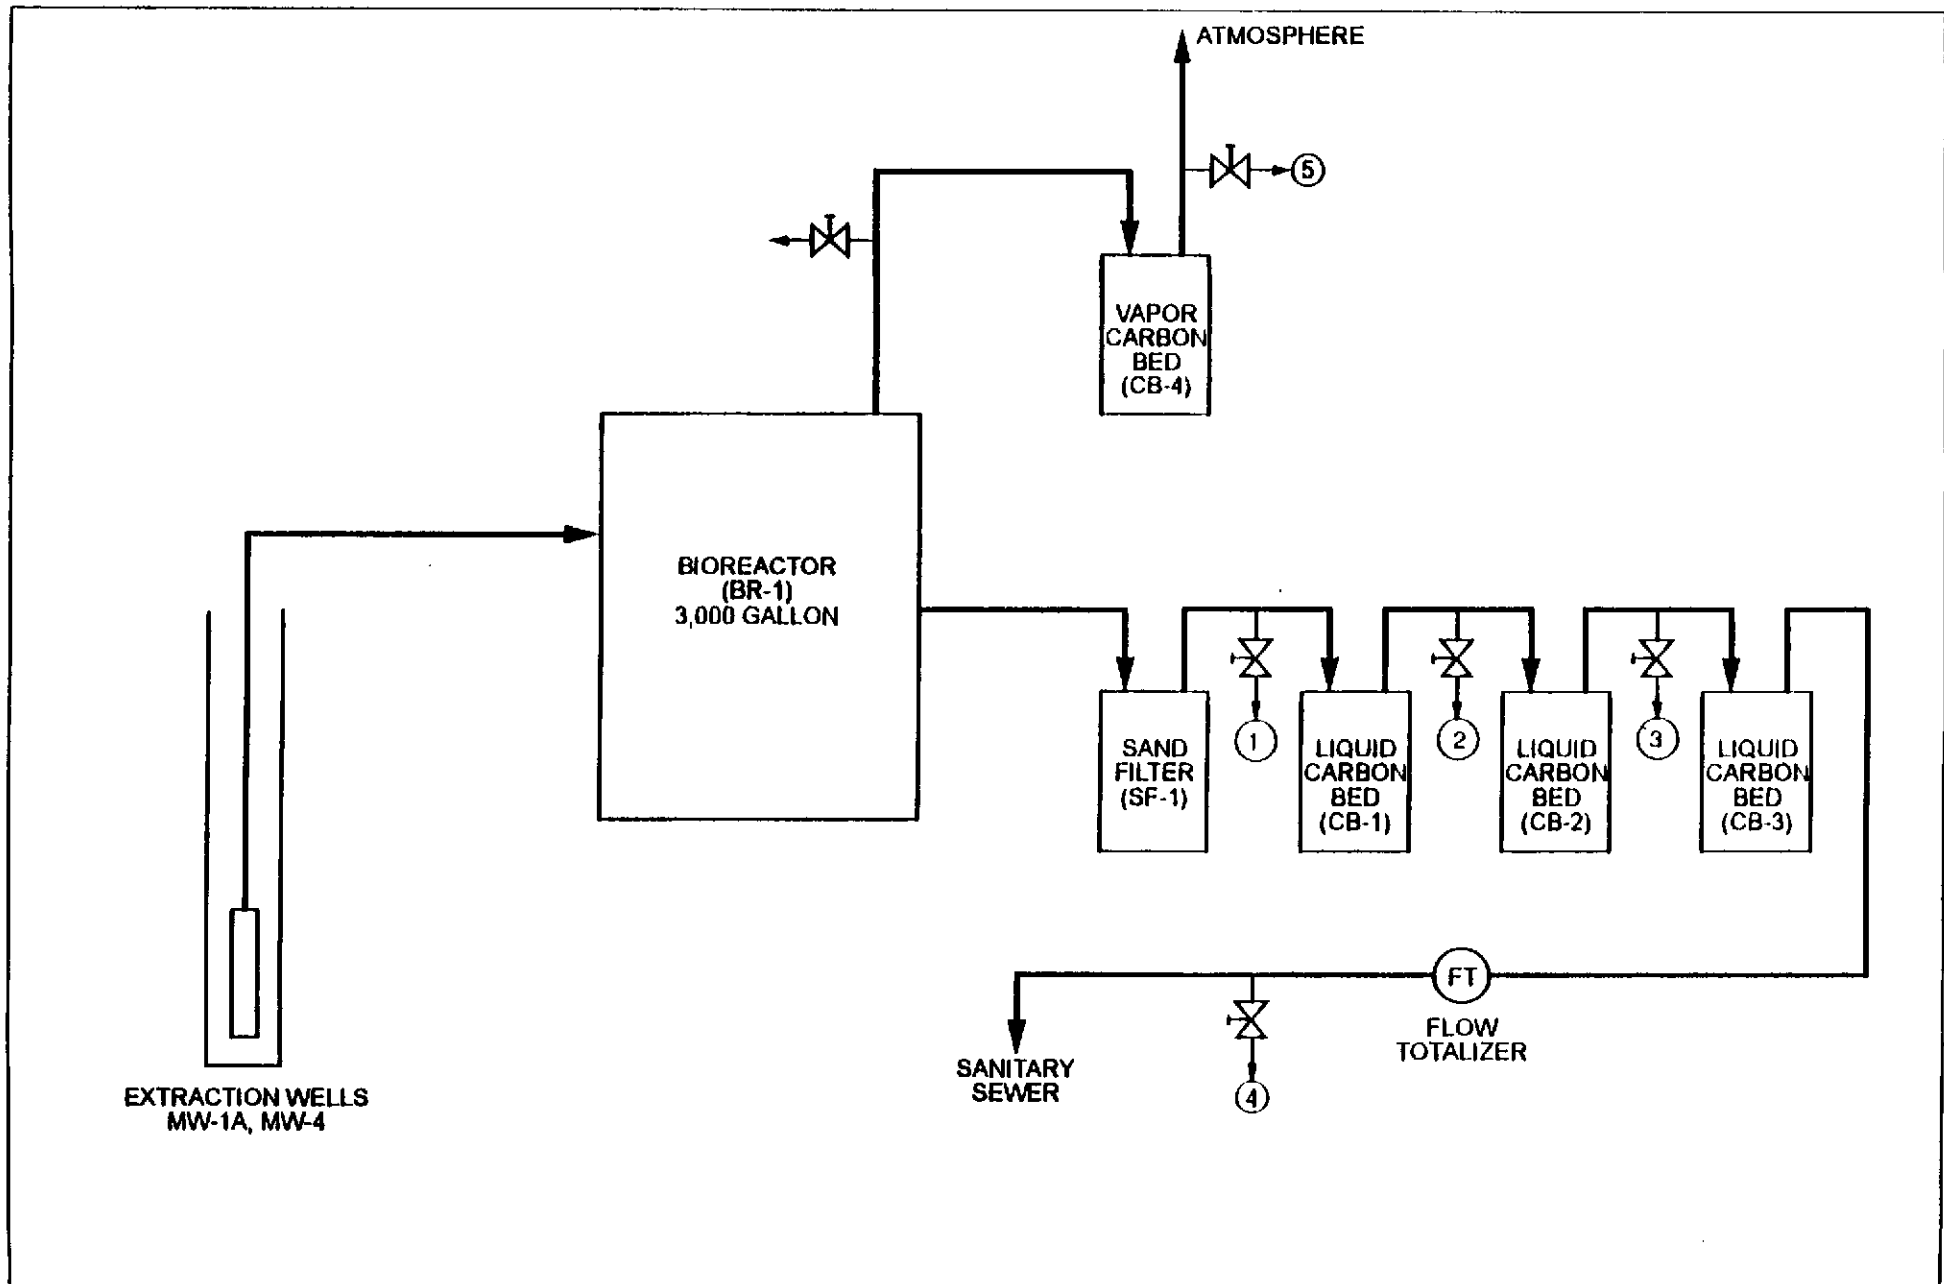 ATMOSPHERE
5
VAPOR
CARBON
BED
(CB-4)
BIOREACTOR
(BR-1)
3,000 GALLON
1
2
3
SAND
FILTER
(SF-1)
LIQUID
CARBON
BED
(CB-1)
LIQUID
CARBON
BED
(CB-2)
LIQUID
CARBON
BED
(CB-3)
FT
FLOW
TOTALIZER
SANITARY
SEWER
4
EXTRACTION WELLS
MW-1A, MW-4